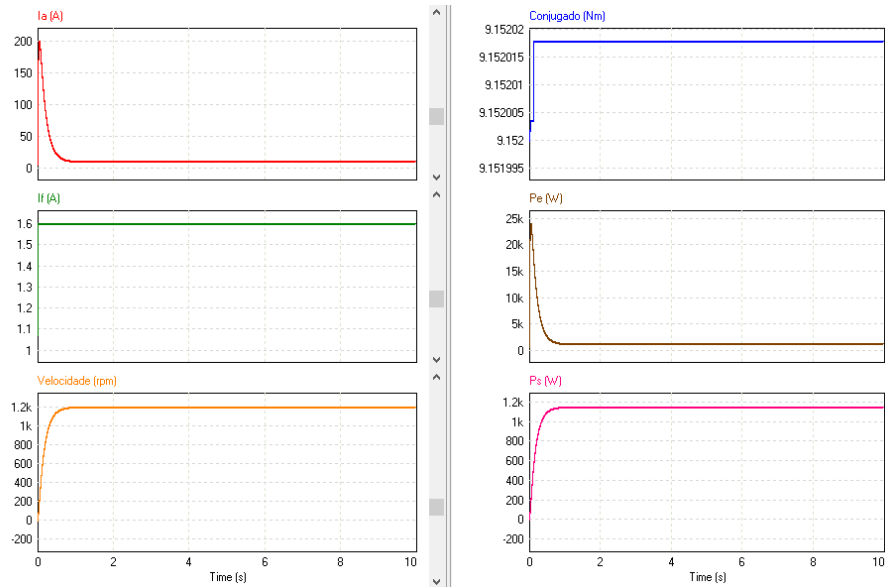 Ia (A)
200
150
100
50
0
If (A)
1.6
1.5
1.4
1.3
1.2
1.1
1
Velocidade (rpm)
1.2k
1k
800
600
400
200
0
-200
0 2 4 6 8 10
Time (s)
Conjugado (Nm)
9.15202
9.152015
9.15201
9.152005
9.152
9.151995
Pe (W)
25k
20k
15k
10k
5k
0
Ps (W)
1.2k
1k
800
600
400
200
0
-200
0 2 4 6 8 10
Time (s)